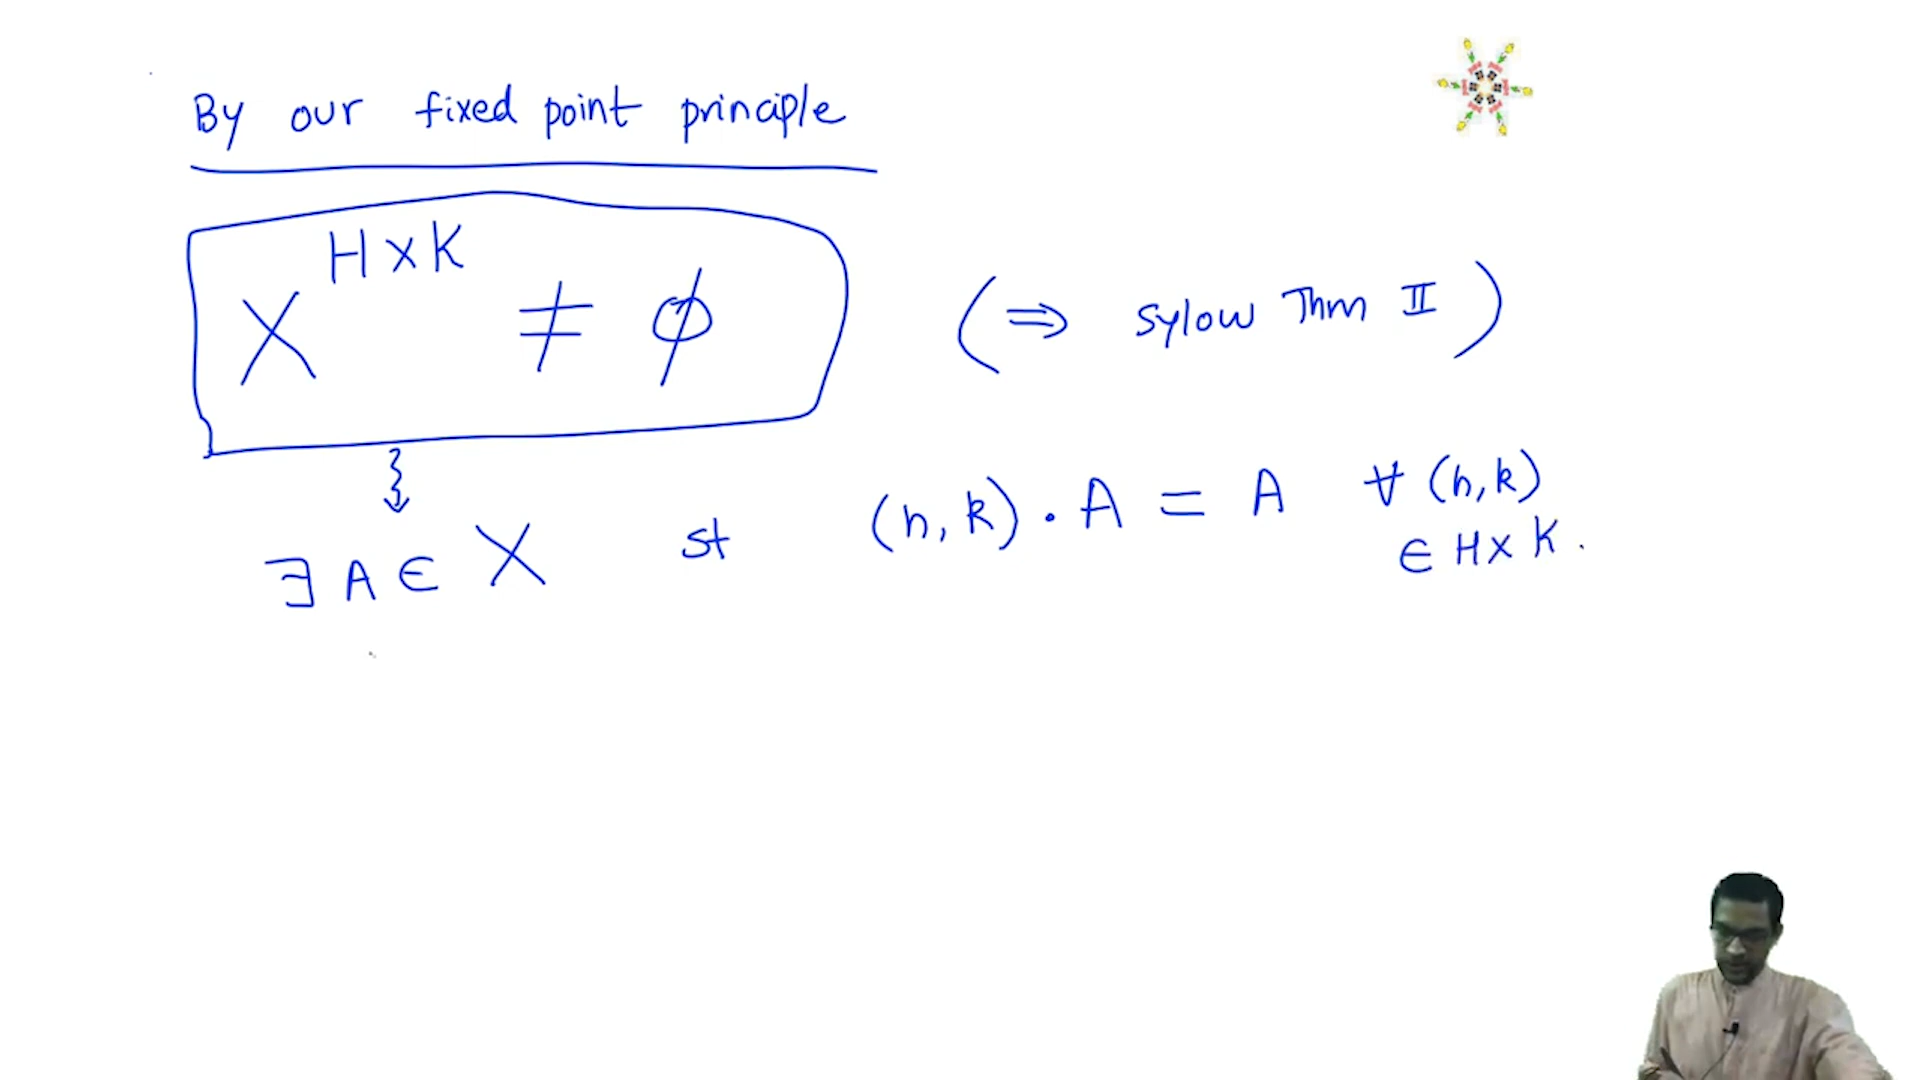 By our fixed point principle
X^{H×K} ≠ ϕ (⇒ Sylow Thm II)
∃ A ∈ X st (h,k)·A = A ∀ (h,k)
∈ H×K.